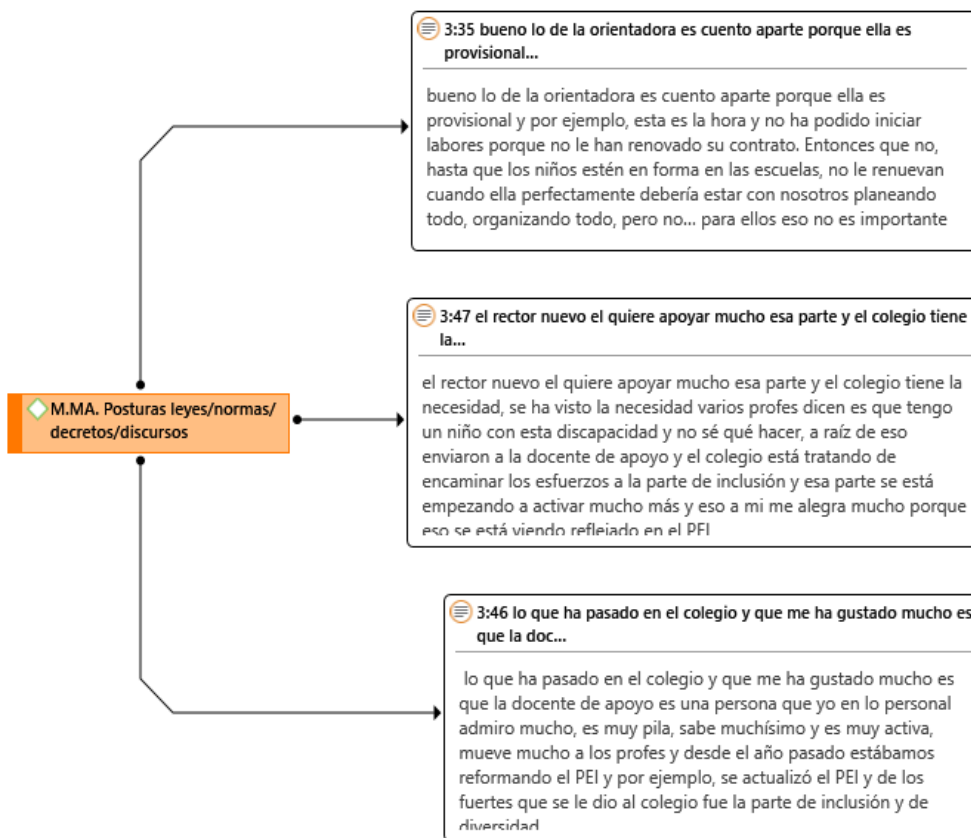 3:35 bueno lo de la orientadora es cuento aparte porque ella es
provisional...
bueno lo de la orientadora es cuento aparte porque ella es
provisional y por ejemplo, esta es la hora y no ha podido iniciar
labores porque no le han renovado su contrato. Entonces que no,
hasta que los niños estén en forma en las escuelas, no le renuevan
cuando ella perfectamente debería estar con nosotros planeando
todo, organizando todo, pero no... para ellos eso no es importante
3:47 el rector nuevo el quiere apoyar mucho esa parte y el colegio tiene
la...
el rector nuevo el quiere apoyar mucho esa parte y el colegio tiene la
necesidad, se ha visto la necesidad varios profes dicen es que tengo
un niño con esta discapacidad y no sé qué hacer, a raíz de eso
enviaron a la docente de apoyo y el colegio está tratando de
encaminar los esfuerzos a la parte de inclusión y esa parte se está
empezando a activar mucho más y eso a mi me alegra mucho porque
eso se está viendo reflejado en el PEI
M.MA. Posturas leyes/normas/
decretos/discursos
3:46 lo que ha pasado en el colegio y que me ha gustado mucho es
que la doc...
lo que ha pasado en el colegio y que me ha gustado mucho es
que la docente de apoyo es una persona que yo en lo personal
admiro mucho, es muy pila, sabe muchísimo y es muy activa,
mueve mucho a los profes y desde el año pasado estábamos
reformando el PEI y por ejemplo, se actualizó el PEI y de los
fuertes que se le dio al colegio fue la parte de inclusión y de
diversidad